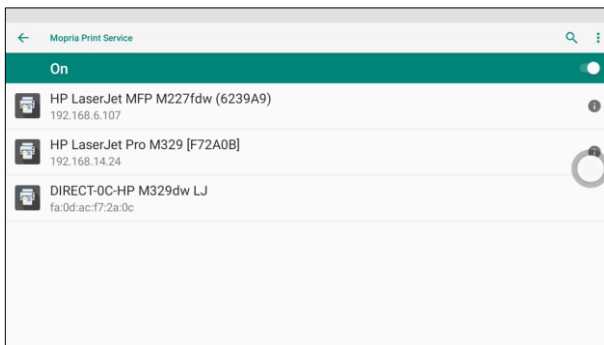 Mopria Print Service
On
HP LaserJet MFP M227fdw (6239A9)
192.168.6.107
HP LaserJet Pro M329 [F72A0B]
192.168.14.24
DIRECT-0C-HP M329dw LJ
fa:0d:ac:f7:2a:0c